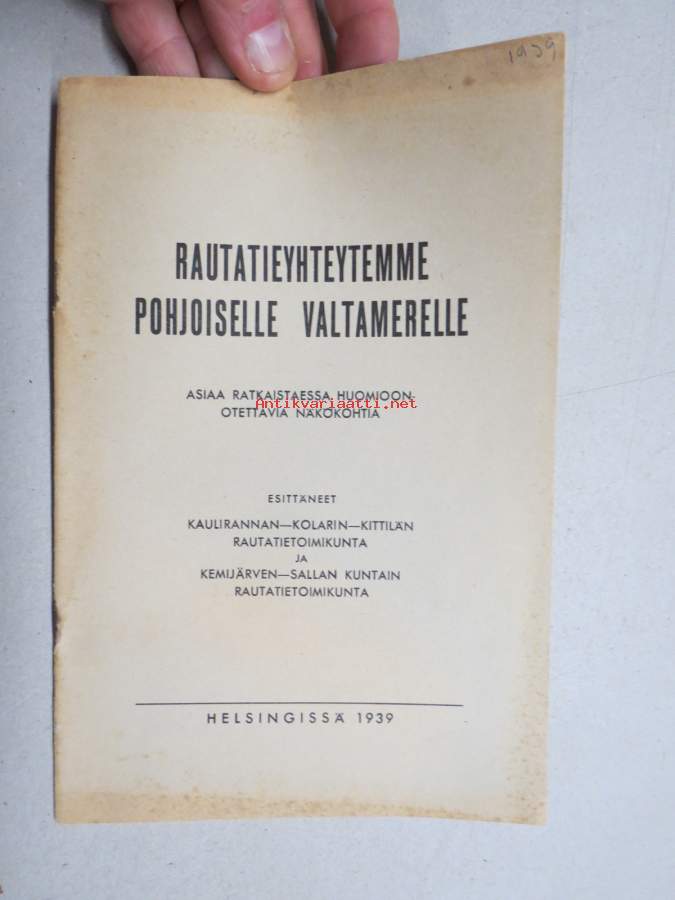 1939
RAUTATIEYHTEYTEMME
POHJOISELLE VALTAMERELLE
ASIAA RATKAISTAESSA HUOMIOON-
Antikvariaatti.net
OTETTAVIA NÄKÖKOHTIA
ESITTÄNEET
KAULIRANNAN—KOLARIN—KITTILÄN
RAUTATIETOIMIKUNTA
JA
KEMIJÄRVEN—SALLAN KUNTAIN
RAUTATIETOIMIKUNTA
HELSINGISSÄ 1939